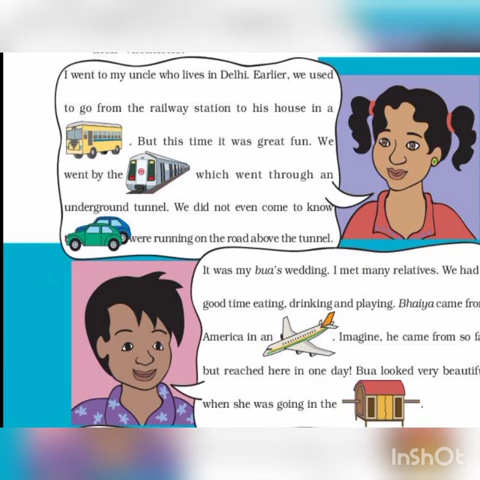 I went to my uncle who lives in Delhi. Earlier, we used
to go from the railway station to his house in a
. But this time it was great fun. We
went by the which went through an
underground tunnel. We did not even come to know
were running on the road above the tunnel.
It was my bua's wedding. I met many relatives. We had
good time eating, drinking and playing. Bhaiya came fro
America in an . Imagine, he came from so fa
but reached here in one day! Bua looked very beautif
when she was going in the .
InShOt